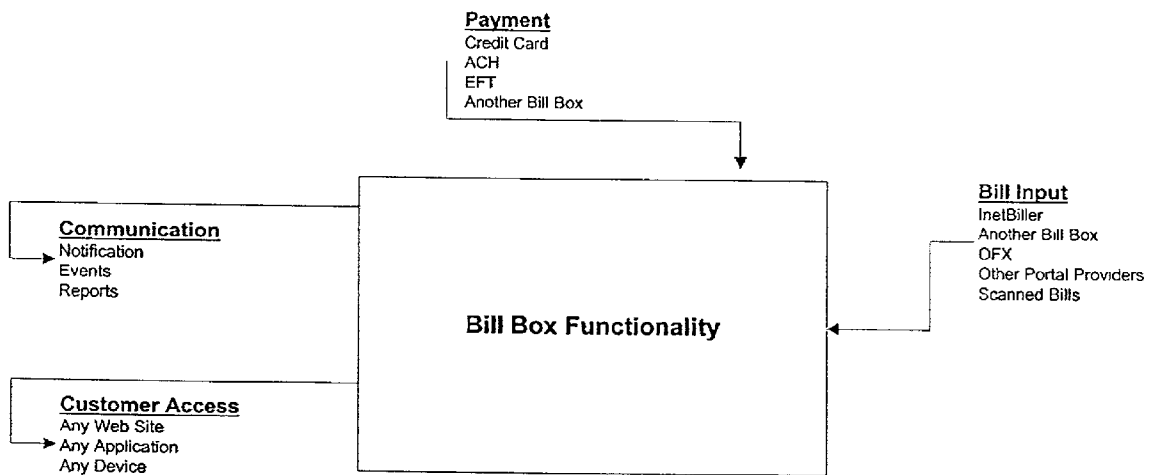 Payment
Credit Card
ACH
EFT
Another Bill Box
Communication
Notification
Events
Reports
Bill Box Functionality
Bill Input
InetBiller
Another Bill Box
OFX
Other Portal Providers
Scanned Bills
Customer Access
Any Web Site
Any Application
Any Device